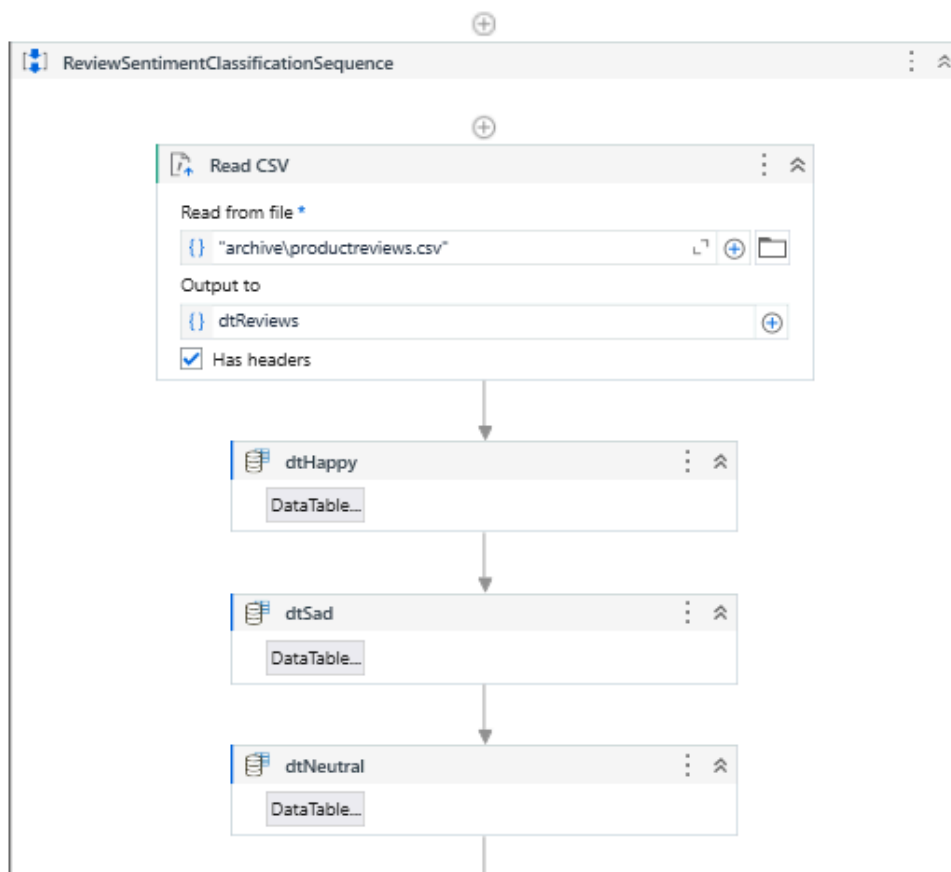 ReviewSentimentClassificationSequence
Read CSV
Read from file *
{} "archive\productreviews.csv"
Output to
{} dtReviews
Has headers
dtHappy
DataTable...
dtSad
DataTable...
dtNeutral
DataTable...